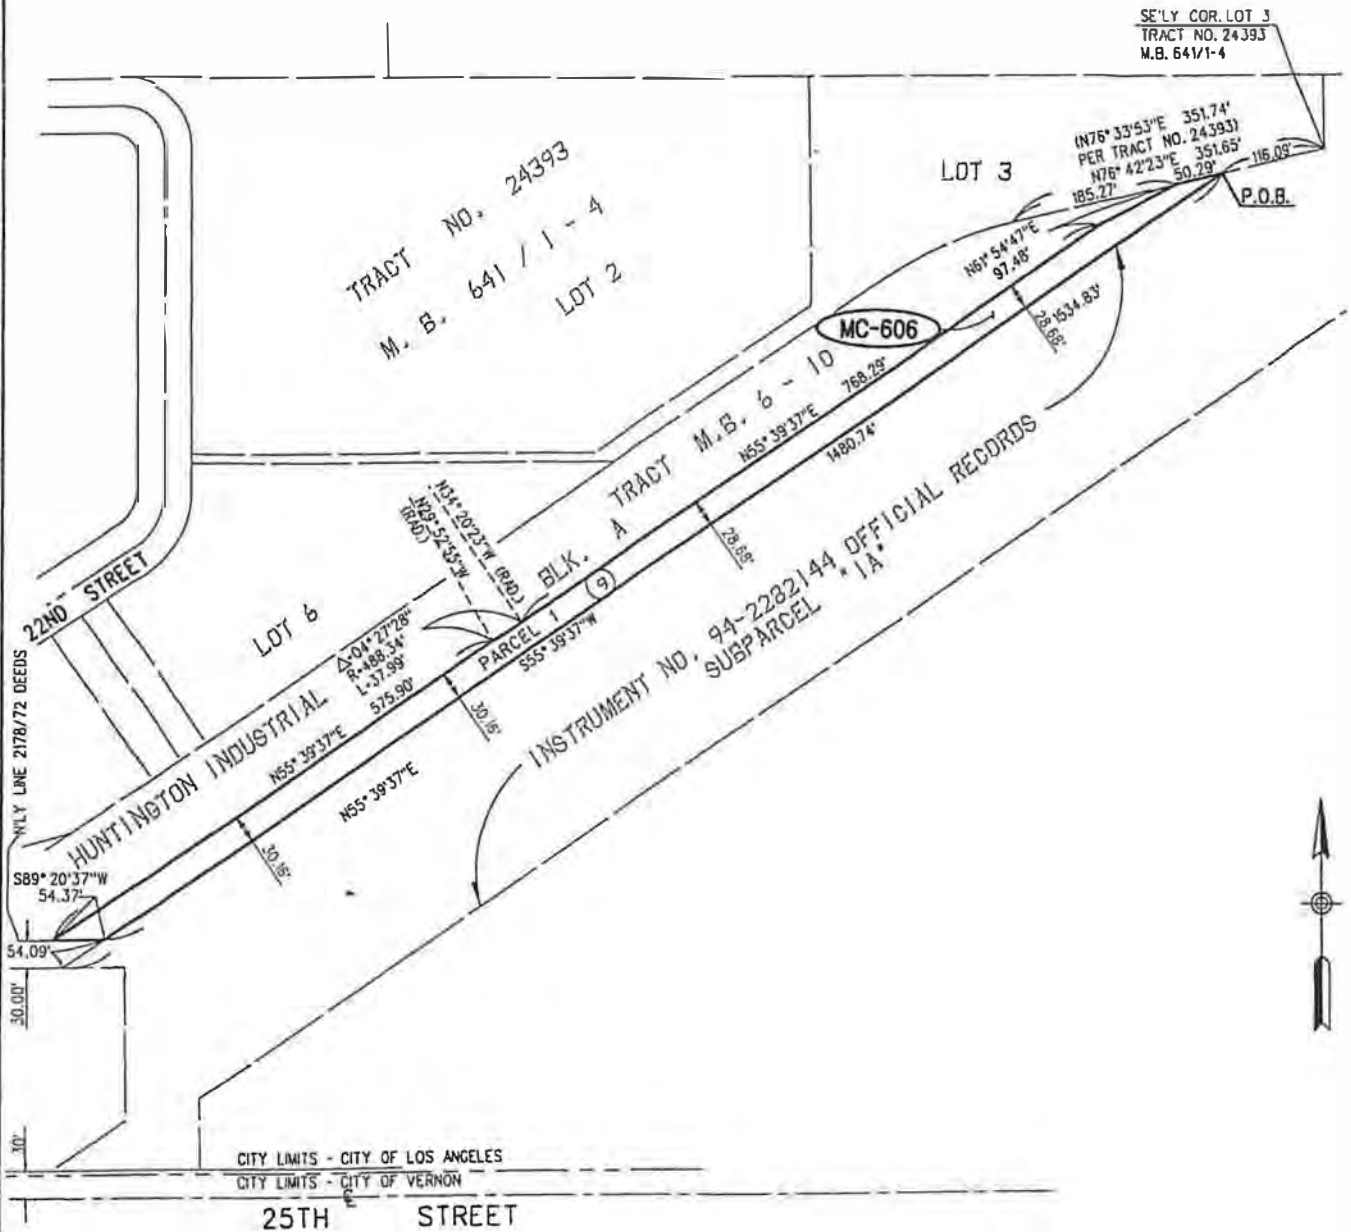 SE'LY COR. LOT 3
TRACT NO. 24393
M.B. 641/1-4
(N76° 33'53"E 351.74'
PER TRACT NO. 24393)
N76° 42'23"E 351.65'
185.27'
50.29'
116.09'
P.O.B.
LOT 3
TRACT NO. 24393
M. B. 641 / 1 - 4
LOT 2
N61° 54'47"E
97.48'
MC-606
28.68'
1534.83'
TRACT M.B. 6 - 10
BLK. A
N55° 39'37"E 768.29'
1480.74'
28.68'
N34° 20'23"W (RAD.)
N29° 52'55"W
(RAD.)
9
PARCEL 1
S55° 39'37"W
INSTRUMENT NO. 94-2282144 OFFICIAL RECORDS
SUBPARCEL "1A"
22ND STREET
LOT 6
Δ=04° 27'28"
R=488.34'
L=37.99'
575.90'
N55° 39'37"E
30.16'
HUNTINGTON INDUSTRIAL
N55° 39'37"E
30.16'
N'LY LINE 2178/72 DEEDS
S89° 20'37"W
54.37'
54.09'
30.00'
30'
CITY LIMITS - CITY OF LOS ANGELES
CITY LIMITS - CITY OF VERNON
℄
25TH STREET